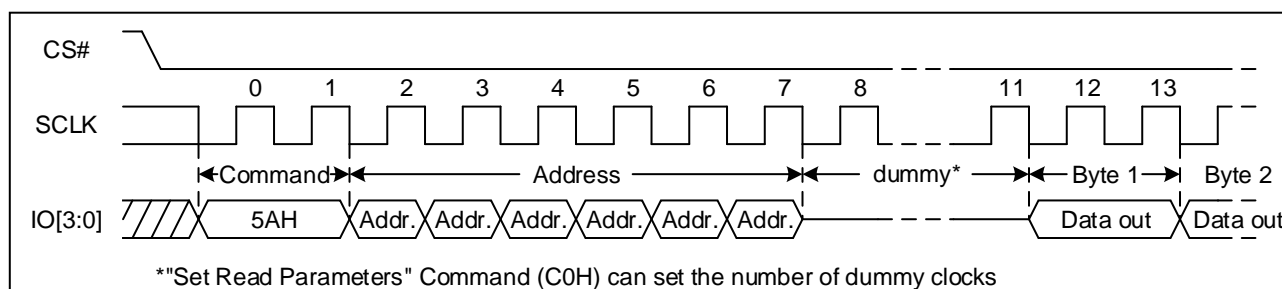 CS#
0 1 2 3 4 5 6 7 8 11 12 13
SCLK
Command Address dummy* Byte 1 Byte 2
IO[3:0] 5AH Addr. Addr. Addr. Addr. Addr. Addr. Data out Data out
*"Set Read Parameters" Command (C0H) can set the number of dummy clocks